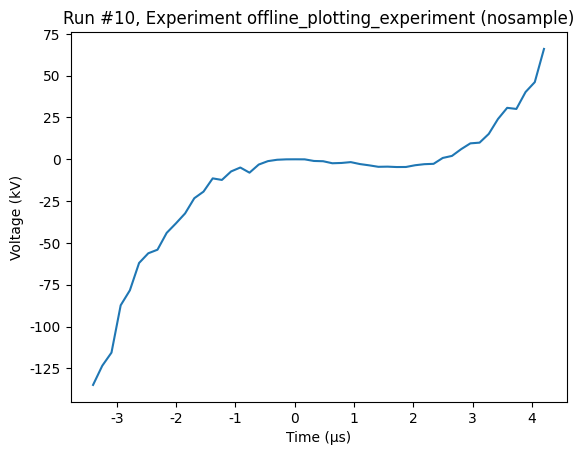 Run #10, Experiment offline_plotting_experiment (nosample)
75
50
25
0
-25
-50
-75
-100
-125
Voltage (kV)
-3 -2 -1 0 1 2 3 4
Time (μs)